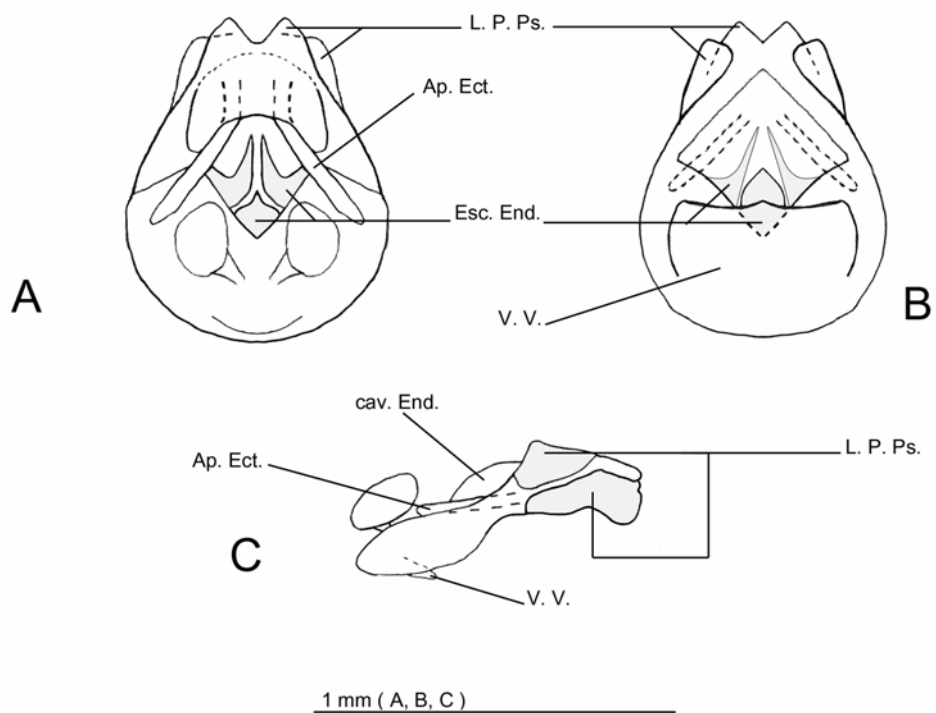 L. P. Ps.
Ap. Ect.
Esc. End.
A
B
V. V.
cav. End.
Ap. Ect.
L. P. Ps.
C
V. V.
1 mm ( A, B, C )